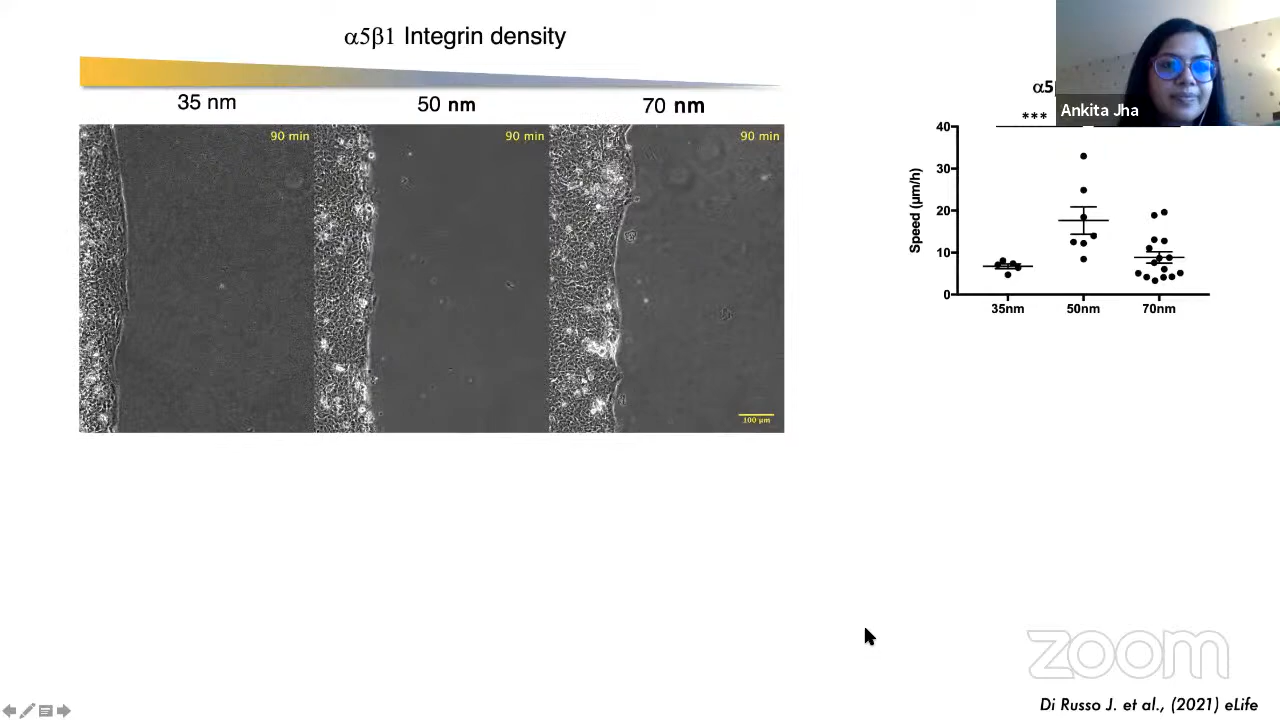 α5β1 Integrin density
35 nm
50 nm
70 nm
90 min
90 min
90 min
100 µm
α5
***
Ankita Jha
40
30
20
10
0
Speed (µm/h)
35nm
50nm
70nm
zoom
Di Russo J. et al., (2021) eLife